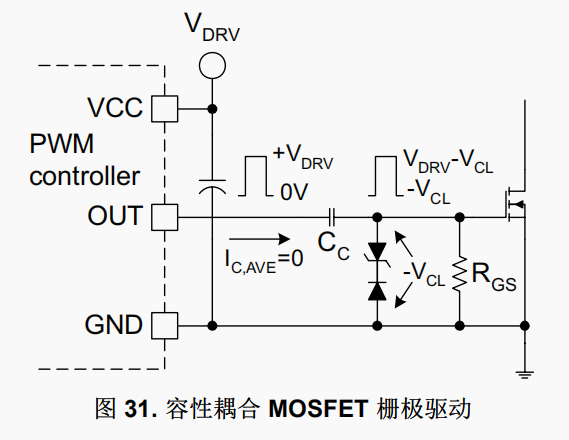 VDRV
VCC
PWM
controller
+VDRV
0V
VDRV-VCL
-VCL
OUT
CC
IC,AVE=0
-VCL
RGS
GND
图 31. 容性耦合 MOSFET 栅极驱动